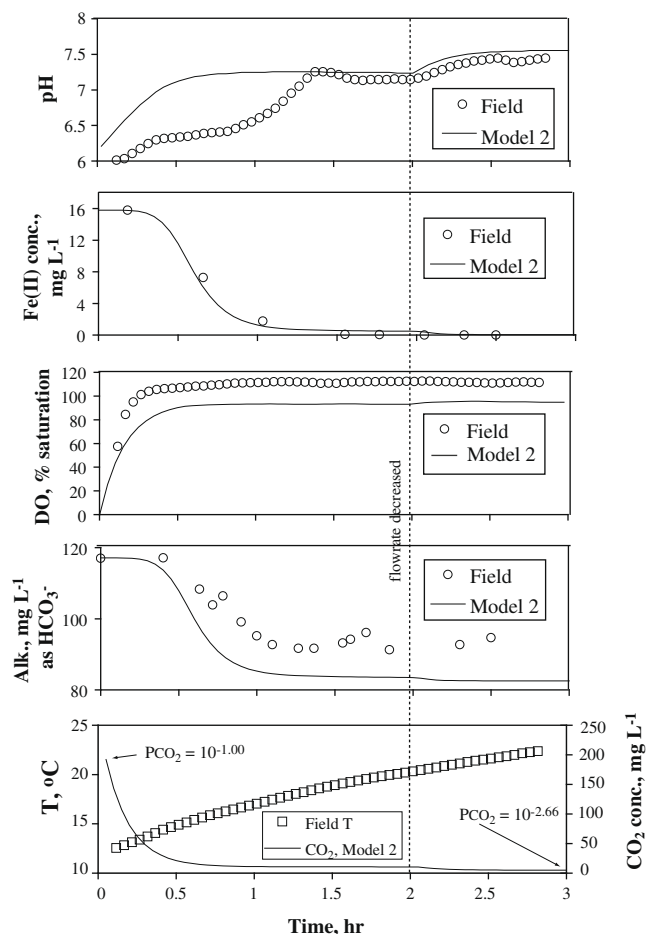 8
7.5
7
6.5
6
pH
Field
Model 2
16
12
8
4
0
Fe(II) conc., mg L-1
Field
Model 2
120
100
80
60
40
20
0
DO, % saturation
Field
Model 2
flowrate decreased
120
100
80
Alk., mg L-1 as HCO3-
Field
Model 2
25
20
15
10
T, oC
PCO2 = 10-1.00
Field T
CO2, Model 2
PCO2 = 10-2.66
250
200
150
100
50
0
CO2 conc., mg L-1
0 0.5 1 1.5 2 2.5 3
Time, hr